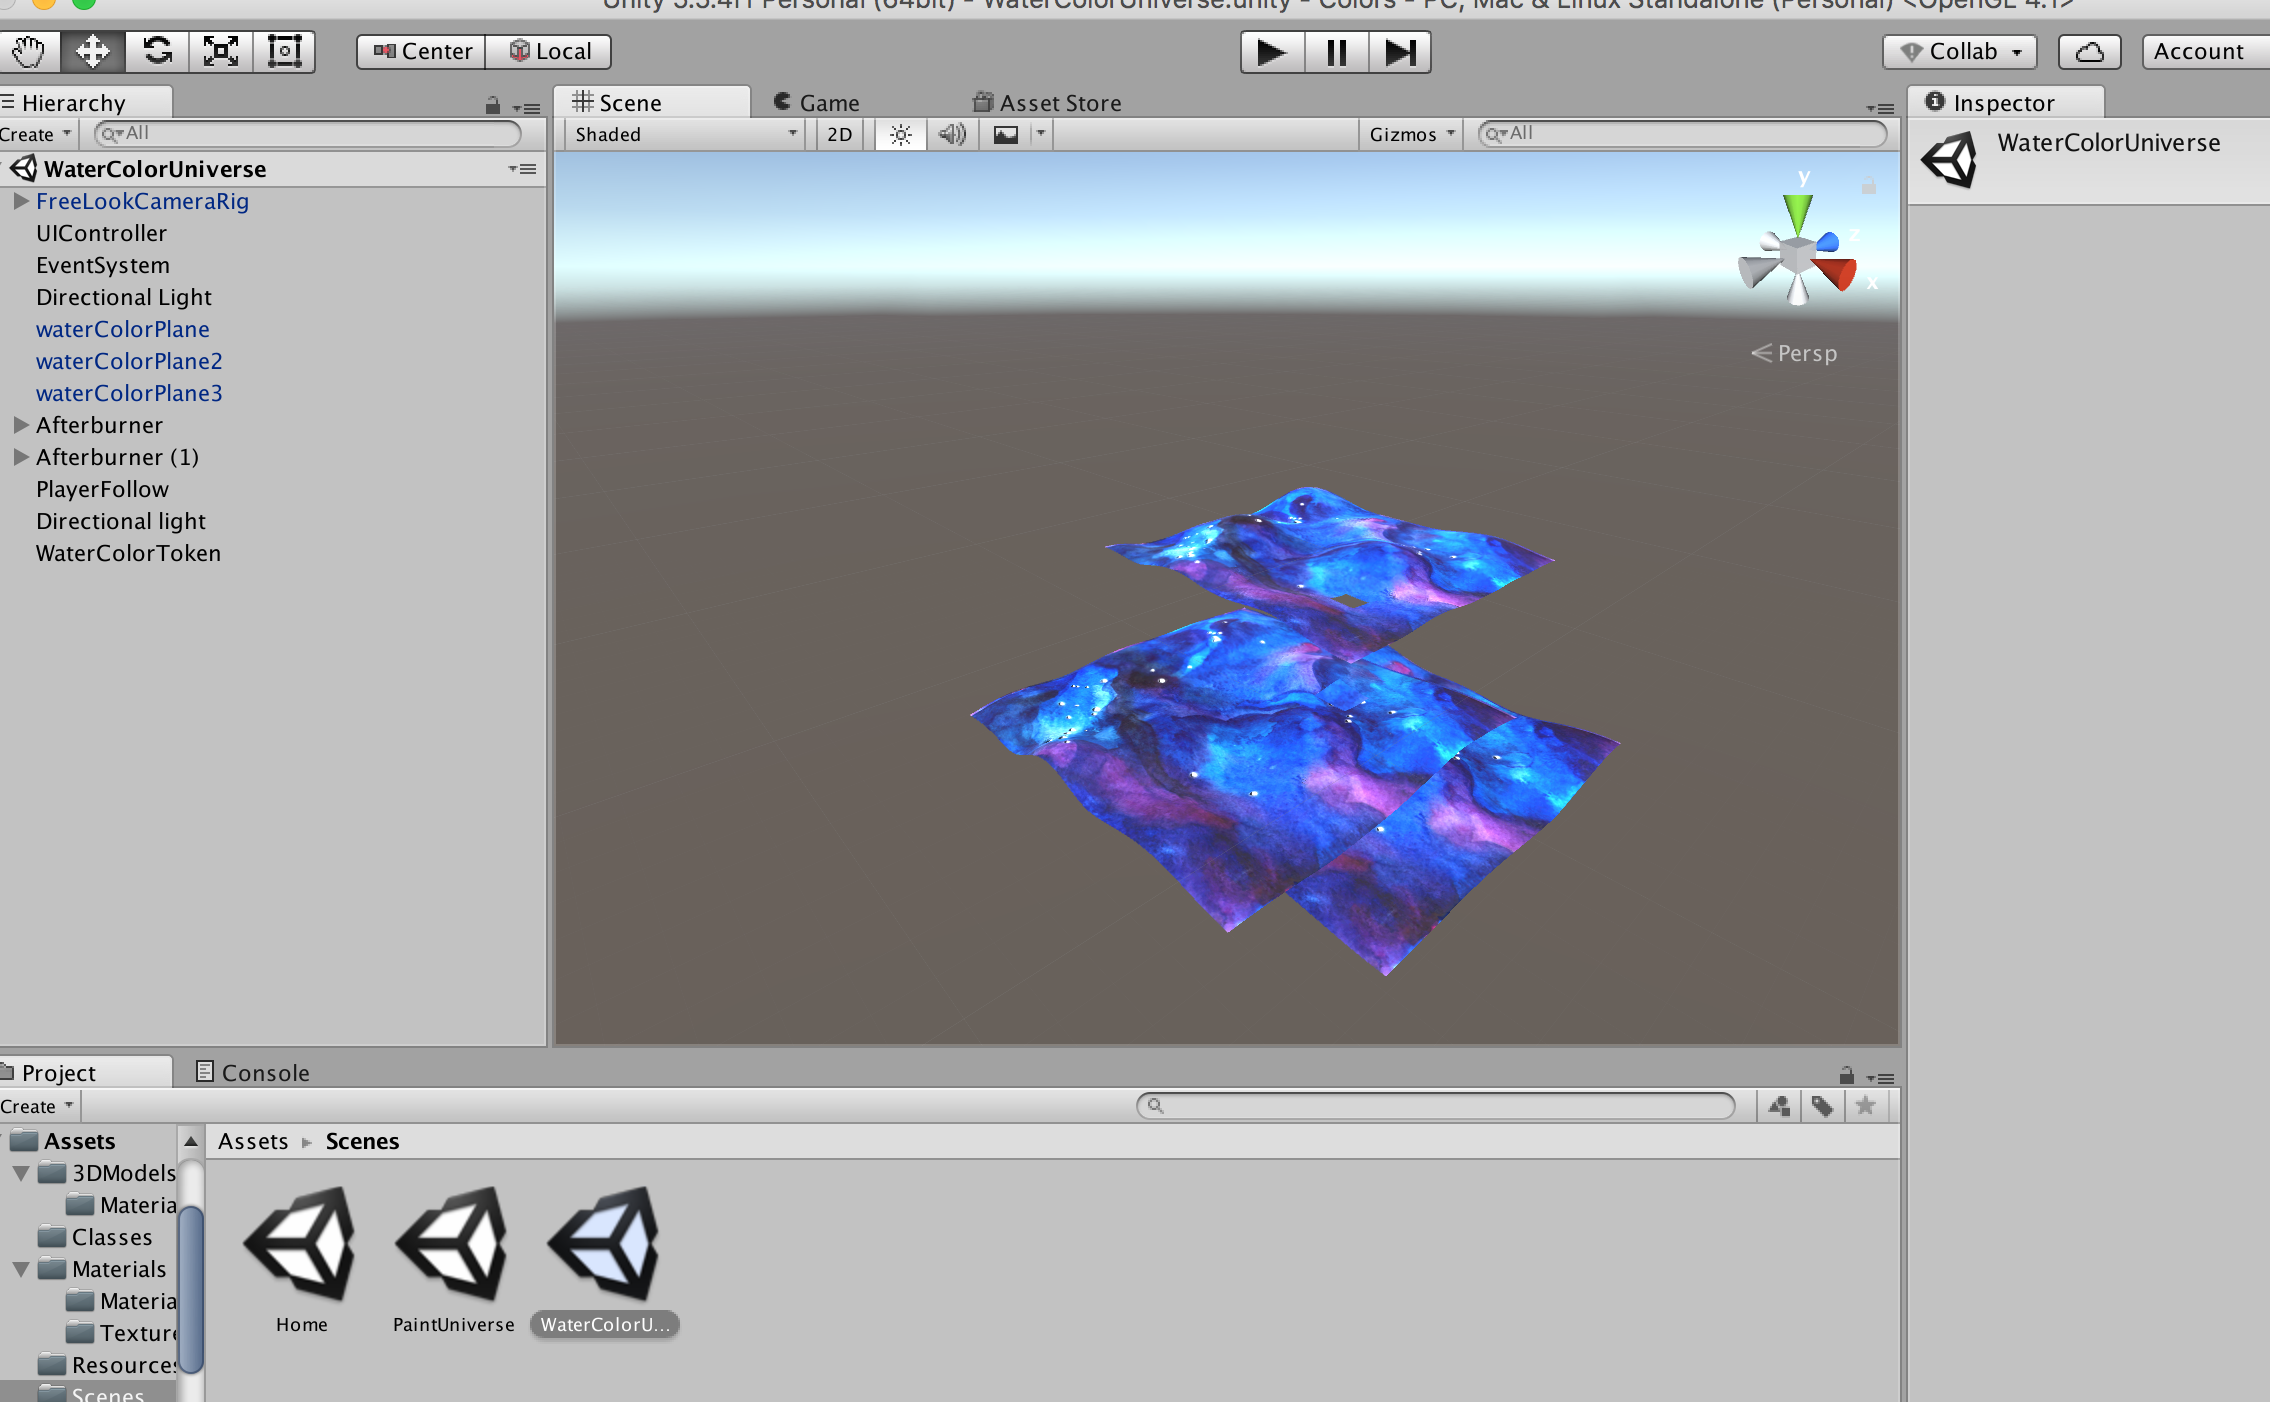 Unity 5.5.4f1 Personal (64bit) - WaterColorUniverse.unity - Colors - PC, Mac & Linux Standalone (Personal) <OpenGL 4.1>
Center Local Collab Account
Hierarchy
Create All
WaterColorUniverse
FreeLookCameraRig
UIController
EventSystem
Directional Light
waterColorPlane
waterColorPlane2
waterColorPlane3
Afterburner
Afterburner (1)
PlayerFollow
Directional light
WaterColorToken
Scene Game Asset Store
Shaded 2D Gizmos All
y
z
x
Persp
Inspector
WaterColorUniverse
Project Console
Create
Assets
3DModels
Materia
Classes
Materials
Materia
Texture
Resources
Scenes
Assets Scenes
Home PaintUniverse WaterColorU...